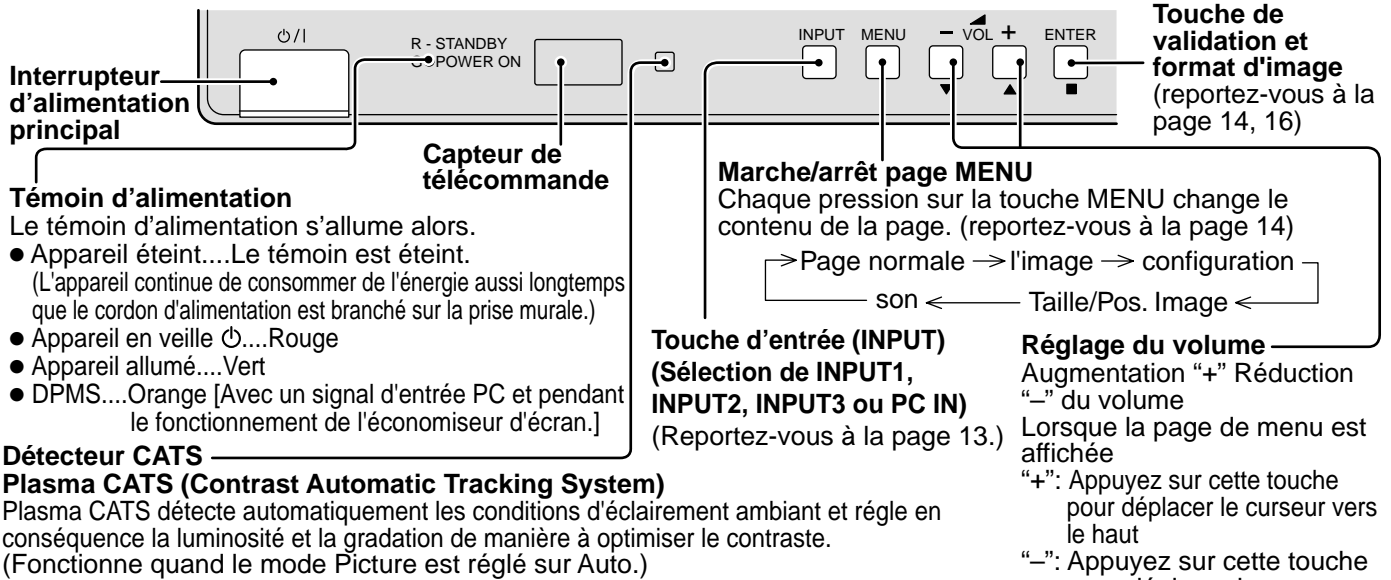 ⏻/I
R - STANDBY
POWER ON
INPUT MENU − VOL + ENTER
▼ ▲ ■
Interrupteur
d’alimentation
principal
Capteur de
télécommande
Touche de
validation et
format d'image
(reportez-vous à la
page 14, 16)
Témoin d’alimentation
Le témoin d’alimentation s’allume alors.
● Appareil éteint....Le témoin est éteint.
(L'appareil continue de consommer de l'énergie aussi longtemps
que le cordon d'alimentation est branché sur la prise murale.)
● Appareil en veille ⏻....Rouge
● Appareil allumé....Vert
● DPMS....Orange [Avec un signal d'entrée PC et pendant
le fonctionnement de l'économiseur d'écran.]
Marche/arrêt page MENU
Chaque pression sur la touche MENU change le
contenu de la page. (reportez-vous à la page 14)
Page normale → l'image → configuration
son ← Taille/Pos. Image ←
Touche d’entrée (INPUT)
(Sélection de INPUT1,
INPUT2, INPUT3 ou PC IN)
(Reportez-vous à la page 13.)
Réglage du volume
Augmentation “+” Réduction
“–” du volume
Lorsque la page de menu est
affichée
“+”: Appuyez sur cette touche
pour déplacer le curseur vers
le haut
“–”: Appuyez sur cette touche
Détecteur CATS
Plasma CATS (Contrast Automatic Tracking System)
Plasma CATS détecte automatiquement les conditions d'éclairement ambiant et régle en
conséquence la luminosité et la gradation de manière à optimiser le contraste.
(Fonctionne quand le mode Picture est réglé sur Auto.)